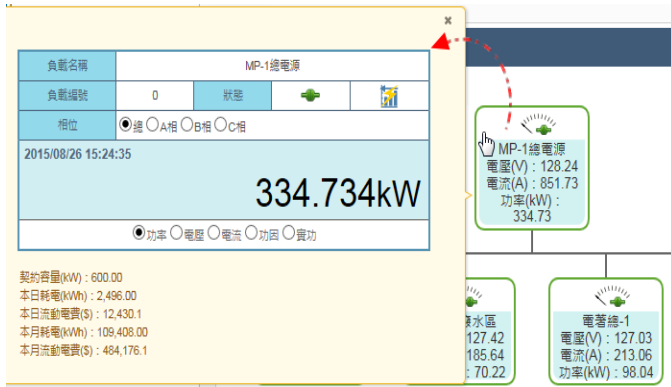 ×
負載名稱 MP-1總電源
負載編號 0 狀態
相位 總 A相 B相 C相
2015/08/26 15:24:35
334.734kW
功率 電壓 電流 功因 實功
契約容量(kW) : 600.00
本日耗電(kWh) : 2,496.00
本日流動電費($) : 12,430.1
本月耗電(kWh) : 109,408.00
本月流動電費($) : 484,176.1
MP-1總電源
電壓(V) : 128.24
電流(A) : 851.73
功率(kW) :
334.73
水區
127.42
185.64
: 70.22
電著總-1
電壓(V) : 127.03
電流(A) : 213.06
功率(kW) : 98.04